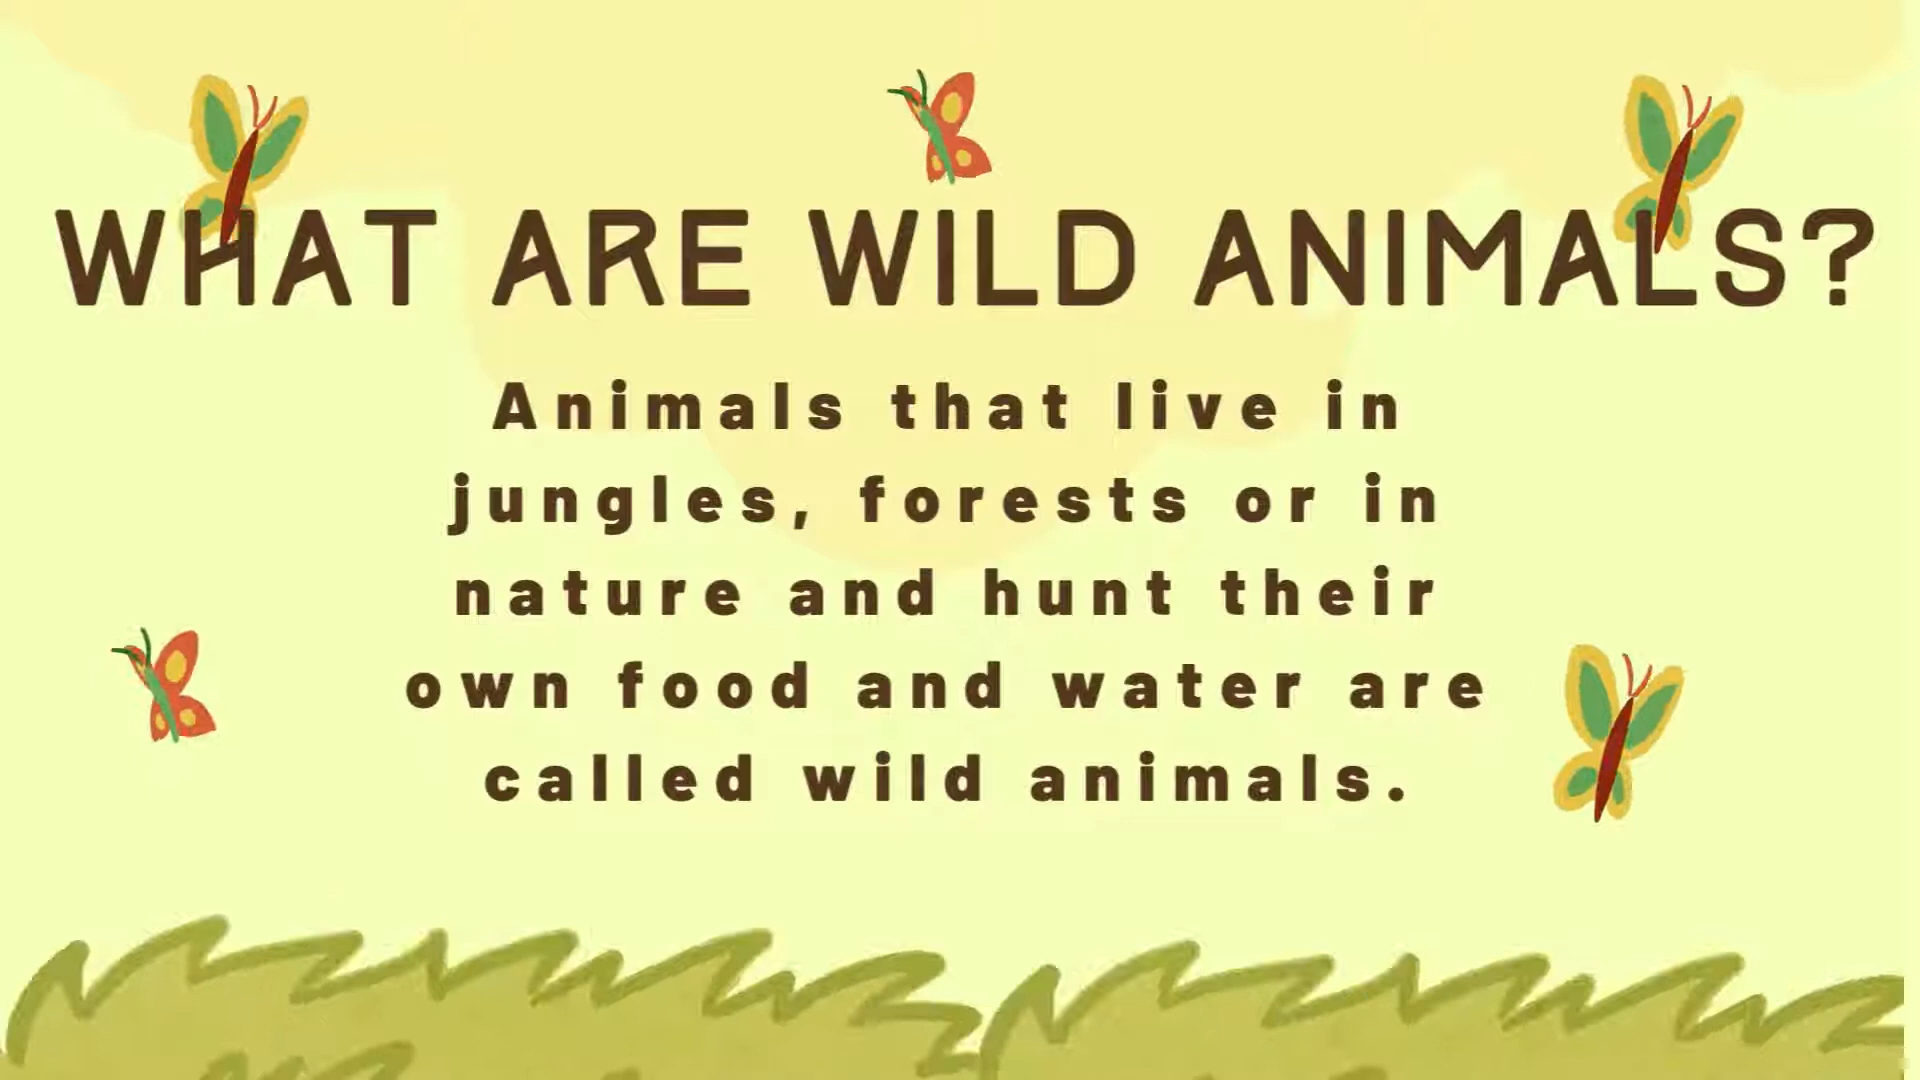 WHAT ARE WILD ANIMALS?
Animals that live in
jungles, forests or in
nature and hunt their
own food and water are
called wild animals.